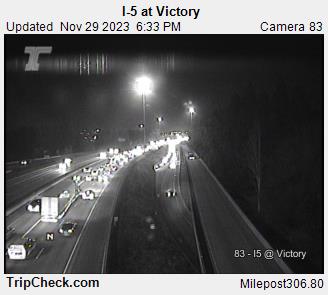 I-5 at Victory
Updated Nov 29 2023 6:33 PM Camera 83
T
N
83 - I5 @ Victory
TripCheck.com Milepost306.80